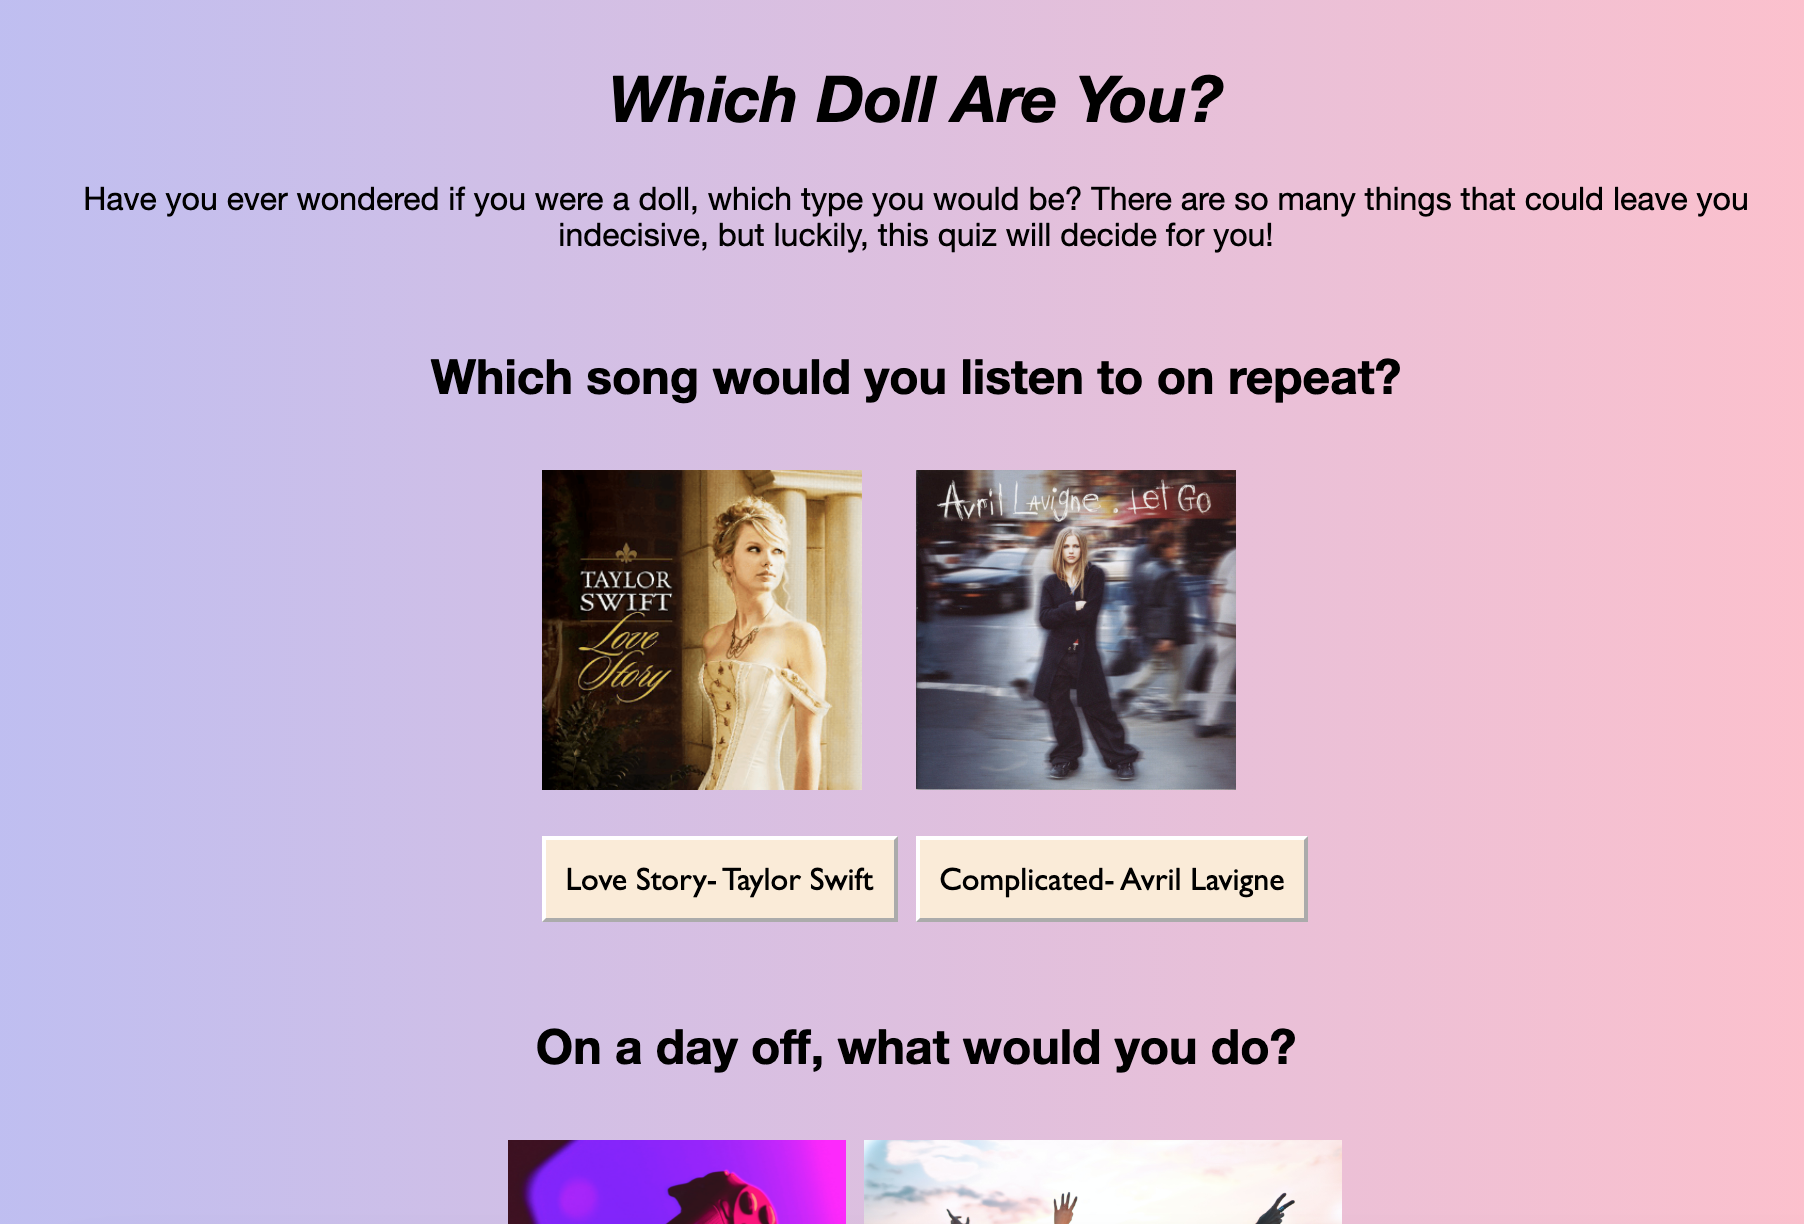 Which Doll Are You?
Have you ever wondered if you were a doll, which type you would be? There are so many things that could leave you
indecisive, but luckily, this quiz will decide for you!
Which song would you listen to on repeat?
TAYLOR
SWIFT
Love
Story
Avril Lavigne . Let Go
Love Story- Taylor Swift
Complicated- Avril Lavigne
On a day off, what would you do?